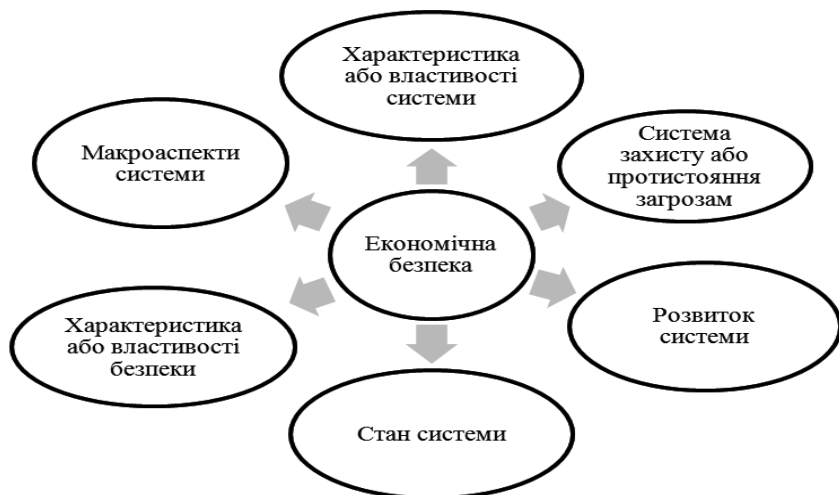 Характеристика
або властивості
системи
Макроаспекти
системи
Система
захисту або
протистояння
загрозам
Економічна
безпека
Характеристика
або властивості
безпеки
Розвиток
системи
Стан системи